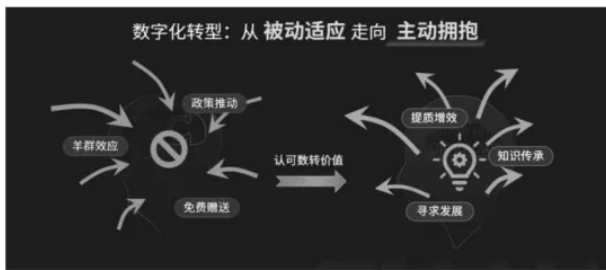 数字化转型：从 被动适应 走向 主动拥抱
政策推动
羊群效应
免费赠送
认可数转价值
提质增效
知识传承
寻求发展